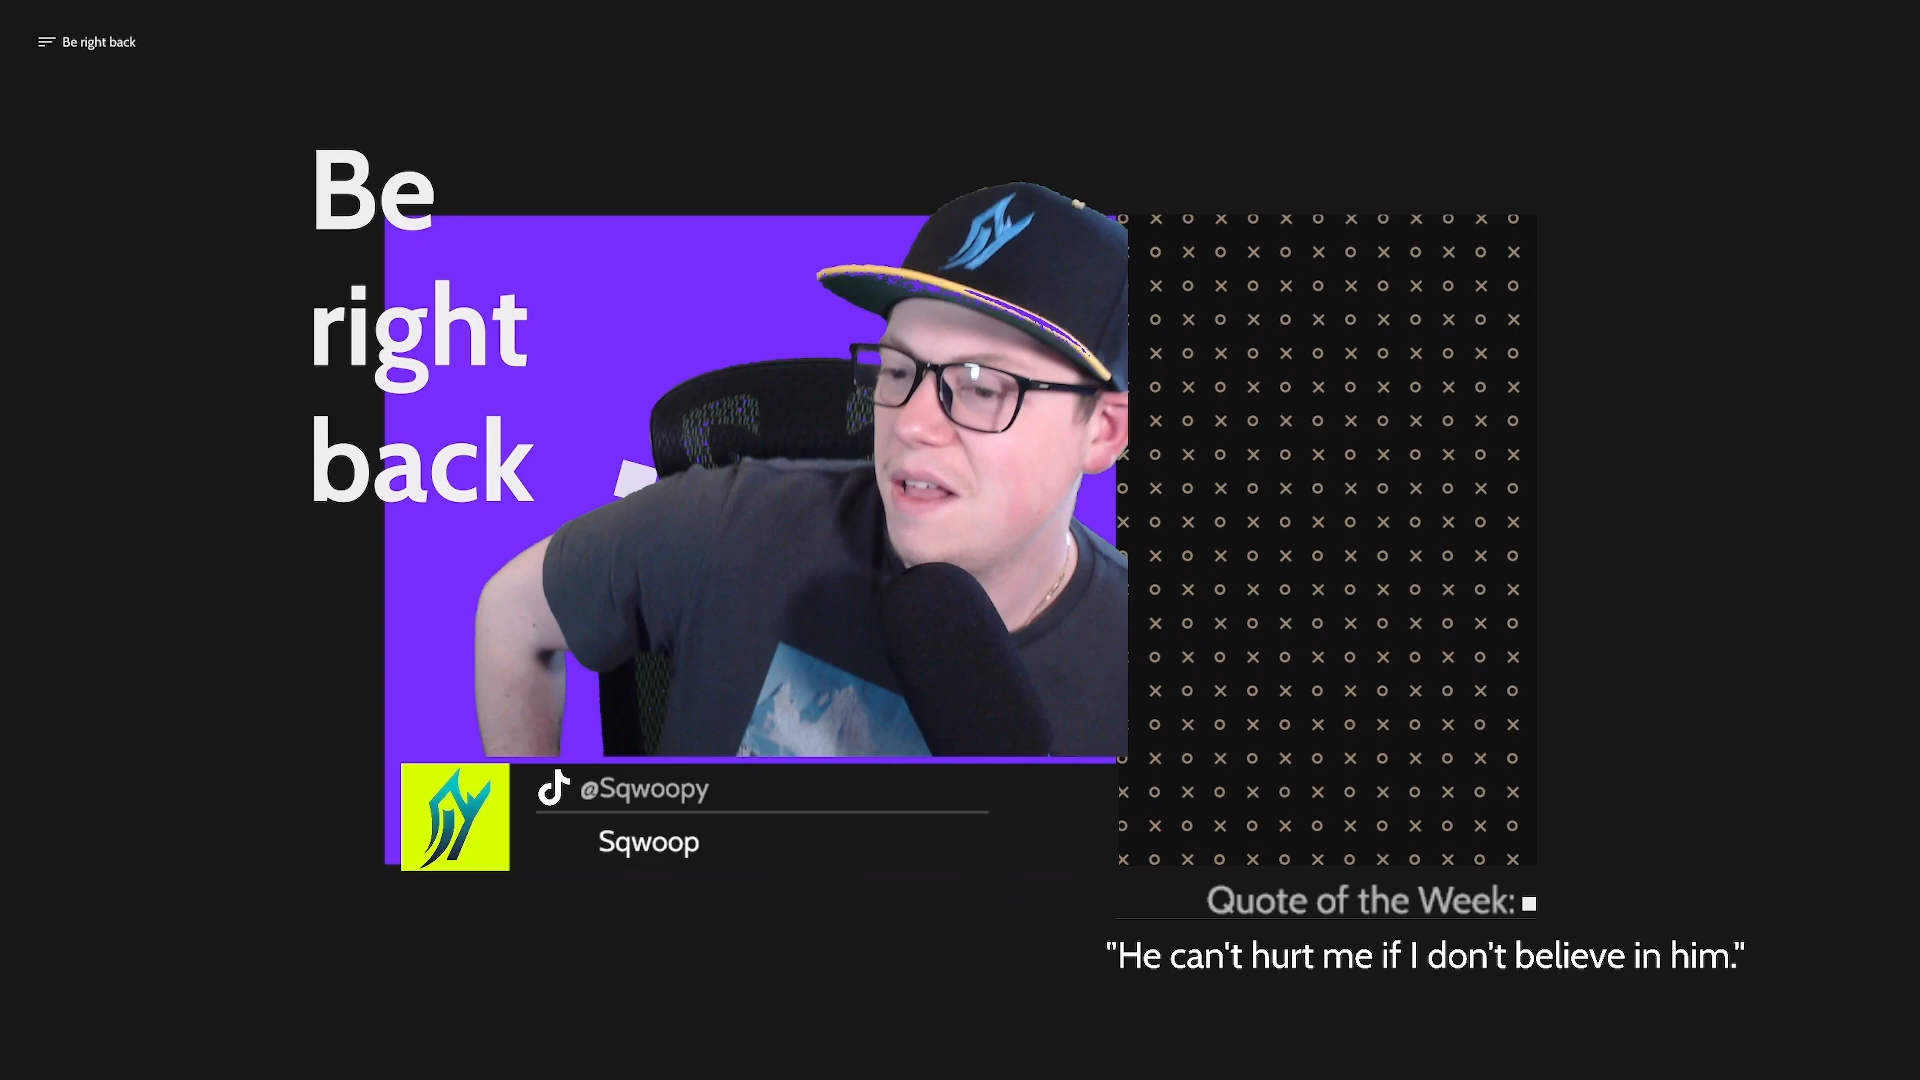 Be right back
Be
right
back
@Sqwoopy
Sqwoop
Quote of the Week:
"He can't hurt me if I don't believe in him."